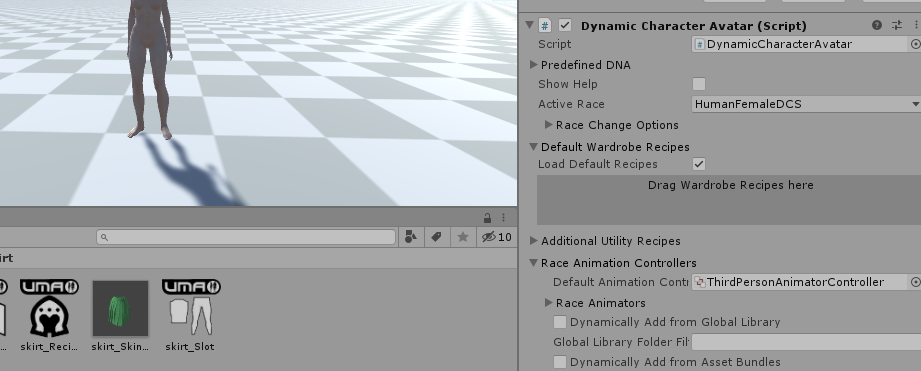 Dynamic Character Avatar (Script)
Script
DynamicCharacterAvatar
Predefined DNA
Show Help
Active Race
HumanFemaleDCS
Race Change Options
Default Wardrobe Recipes
Load Default Recipes
Drag Wardrobe Recipes here
Additional Utility Recipes
Race Animation Controllers
Default Animation Contr
ThirdPersonAnimatorController
Race Animators
Dynamically Add from Global Library
Global Library Folder Filt
Dynamically Add from Asset Bundles
10
irt
UMA
UMA
skirt_Reci...
skirt_Skin...
skirt_Slot